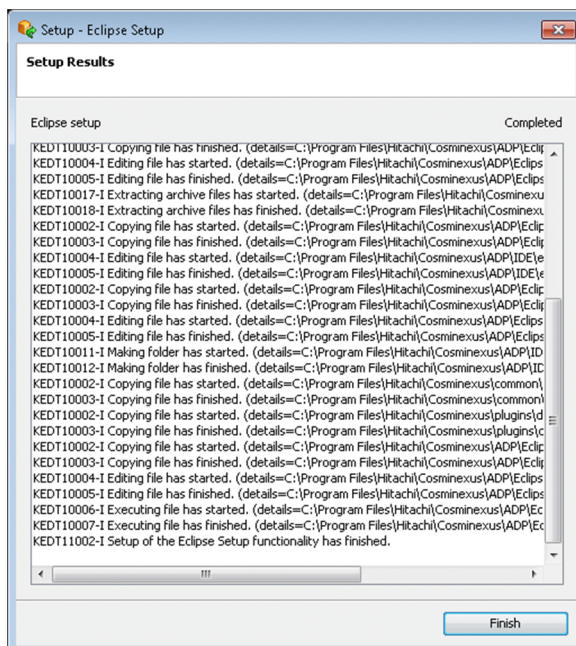 Setup - Eclipse Setup
Setup Results
Eclipse setup Completed
KEDT10003-I Copying file has finished. (details=C:\Program Files\Hitachi\Cosminexus\ADP\Eclip
KEDT10004-I Editing file has started. (details=C:\Program Files\Hitachi\Cosminexus\ADP\Eclips
KEDT10005-I Editing file has finished. (details=C:\Program Files\Hitachi\Cosminexus\ADP\Eclips
KEDT10017-I Extracting archive files has started. (details=C:\Program Files\Hitachi\Cosminexu
KEDT10018-I Extracting archive files has finished. (details=C:\Program Files\Hitachi\Cosminexu
KEDT10002-I Copying file has started. (details=C:\Program Files\Hitachi\Cosminexus\ADP\Eclip
KEDT10003-I Copying file has finished. (details=C:\Program Files\Hitachi\Cosminexus\ADP\Eclip
KEDT10004-I Editing file has started. (details=C:\Program Files\Hitachi\Cosminexus\ADP\IDE\e
KEDT10005-I Editing file has finished. (details=C:\Program Files\Hitachi\Cosminexus\ADP\IDE\e
KEDT10002-I Copying file has started. (details=C:\Program Files\Hitachi\Cosminexus\ADP\Eclip
KEDT10003-I Copying file has finished. (details=C:\Program Files\Hitachi\Cosminexus\ADP\Eclip
KEDT10004-I Editing file has started. (details=C:\Program Files\Hitachi\Cosminexus\ADP\Eclips
KEDT10005-I Editing file has finished. (details=C:\Program Files\Hitachi\Cosminexus\ADP\Eclips
KEDT10011-I Making folder has started. (details=C:\Program Files\Hitachi\Cosminexus\ADP\ID
KEDT10012-I Making folder has finished. (details=C:\Program Files\Hitachi\Cosminexus\ADP\ID
KEDT10002-I Copying file has started. (details=C:\Program Files\Hitachi\Cosminexus\common\
KEDT10003-I Copying file has finished. (details=C:\Program Files\Hitachi\Cosminexus\common\
KEDT10002-I Copying file has started. (details=C:\Program Files\Hitachi\Cosminexus\plugins\d
KEDT10003-I Copying file has finished. (details=C:\Program Files\Hitachi\Cosminexus\plugins\c
KEDT10002-I Copying file has started. (details=C:\Program Files\Hitachi\Cosminexus\ADP\Eclip
KEDT10003-I Copying file has finished. (details=C:\Program Files\Hitachi\Cosminexus\ADP\Eclip
KEDT10004-I Editing file has started. (details=C:\Program Files\Hitachi\Cosminexus\ADP\Eclips
KEDT10005-I Editing file has finished. (details=C:\Program Files\Hitachi\Cosminexus\ADP\Eclips
KEDT10006-I Executing file has started. (details=C:\Program Files\Hitachi\Cosminexus\ADP\Ec
KEDT10007-I Executing file has finished. (details=C:\Program Files\Hitachi\Cosminexus\ADP\Ec
KEDT11002-I Setup of the Eclipse Setup functionality has finished.
Finish